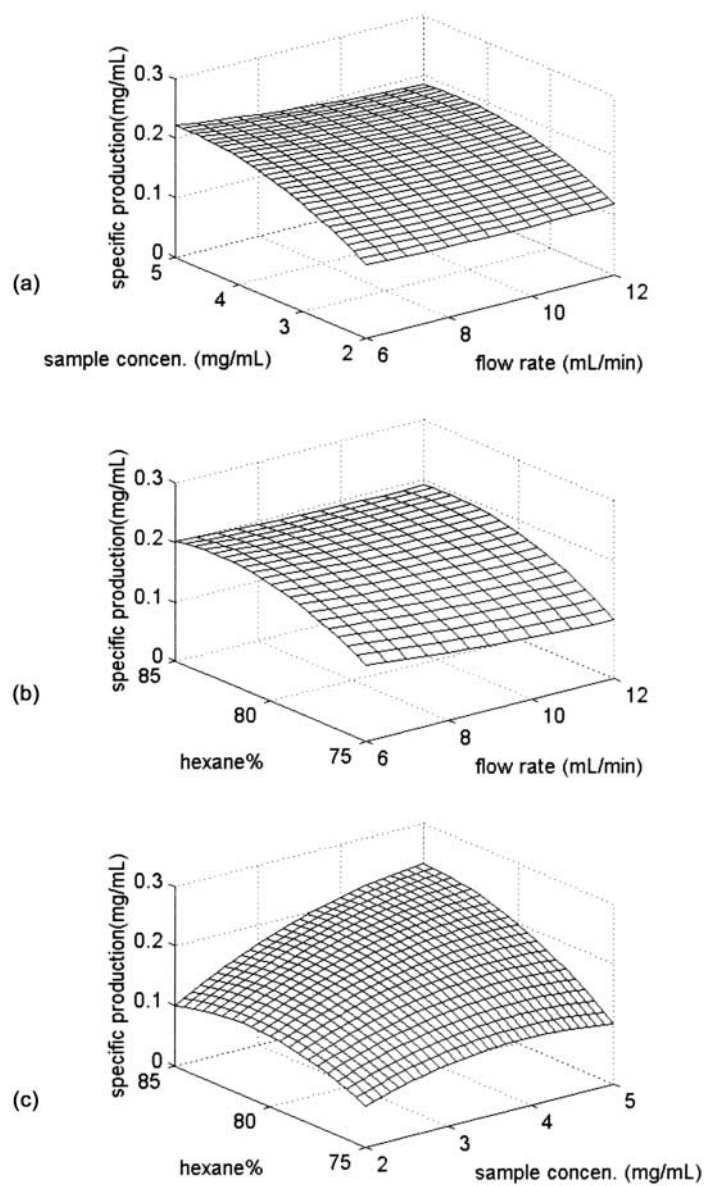 0.3
0.2
0.1
0
specific production(mg/mL)
5
4
3
2
sample concen. (mg/mL)
6
8
10
12
flow rate (mL/min)
(a)
0.3
0.2
0.1
0
specific production(mg/mL)
85
80
75
hexane%
6
8
10
12
flow rate (mL/min)
(b)
0.3
0.2
0.1
0
specific production(mg/mL)
85
80
75
hexane%
2
3
4
5
sample concen. (mg/mL)
(c)